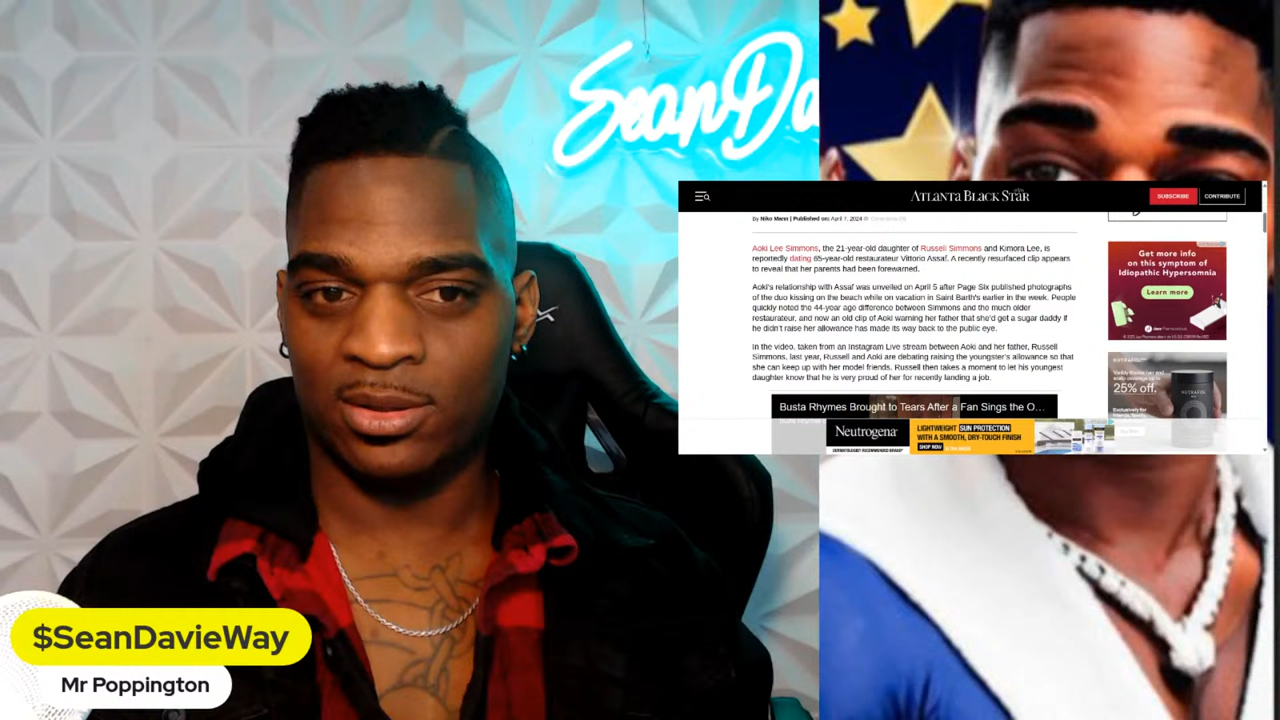 SeanDa
ATLANTA BLACK STAR
SUBSCRIBE
CONTRIBUTE
By Niko Mann | Published on: April 7, 2024
Aoki Lee Simmons, the 21-year-old daughter of Russell Simmons and Kimora Lee, is
reportedly dating 65-year-old restaurateur Vittorio Assaf. A recently resurfaced clip appears
to reveal that her parents had been forewarned.
Aoki's relationship with Assaf was unveiled on April 5 after Page Six published photographs
of the duo kissing on the beach while on vacation in Saint Barth's earlier in the week. People
quickly noted the 44-year age difference between Simmons and the much older
restaurateur, and now an old clip of Aoki warning her father that she'd get a sugar daddy if
he didn't raise her allowance has made its way back to the public eye.
In the video, taken from an Instagram Live stream between Aoki and her father, Russell
Simmons, last year, Russell and Aoki are debating raising the youngster's allowance so that
she can keep up with her model friends. Russell then takes a moment to let his youngest
daughter know that he is very proud of her for recently landing a job.
Busta Rhymes Brought to Tears After a Fan Sings the O...
Get more info
on this symptom of
Idiopathic Hypersomnia
Learn more
25% off.
Exclusively for
Neutrogena
DERMATOLOGIST RECOMMENDED BRAND
LIGHTWEIGHT SUN PROTECTION
WITH A SMOOTH, DRY-TOUCH FINISH
SHOP NOW
$SeanDavieWay
Mr Poppington